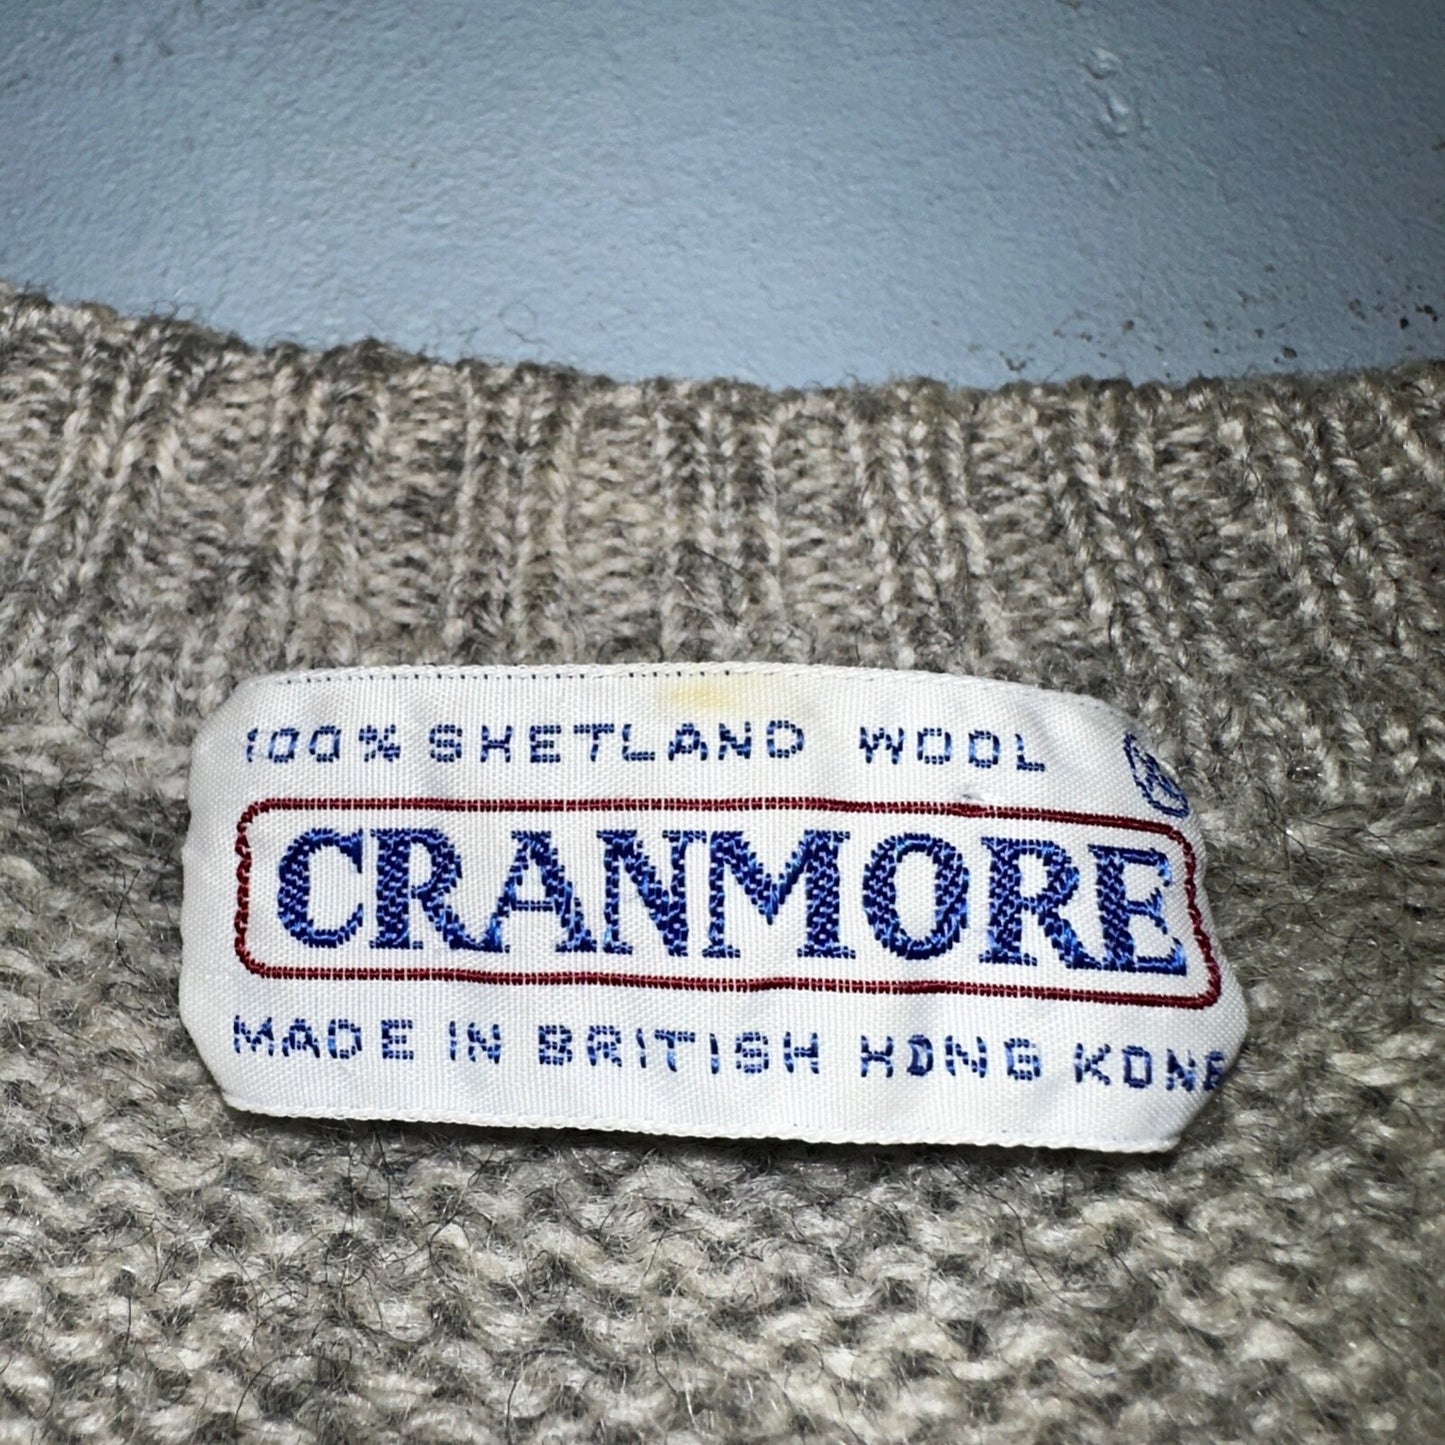 100% SHETLAND WOOL
CRANMORE
MADE IN BRITISH HONG KONG